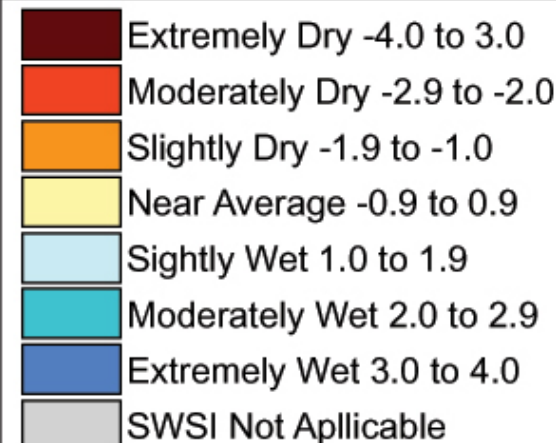 Extremely Dry -4.0 to 3.0
Moderately Dry -2.9 to -2.0
Slightly Dry -1.9 to -1.0
Near Average -0.9 to 0.9
Sightly Wet 1.0 to 1.9
Moderately Wet 2.0 to 2.9
Extremely Wet 3.0 to 4.0
SWSI Not Apllicable